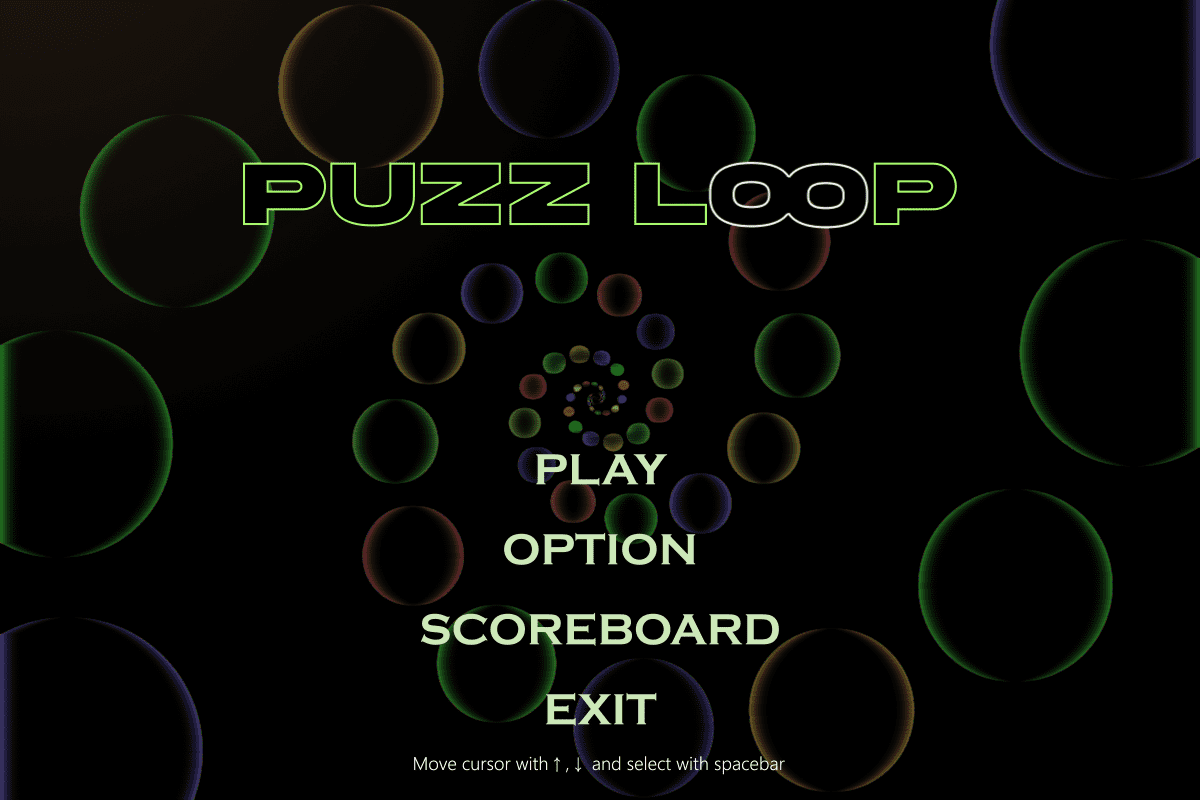 PUZZ LOOP
PLAY
OPTION
SCOREBOARD
EXIT
Move cursor with ↑,↓ and select with spacebar